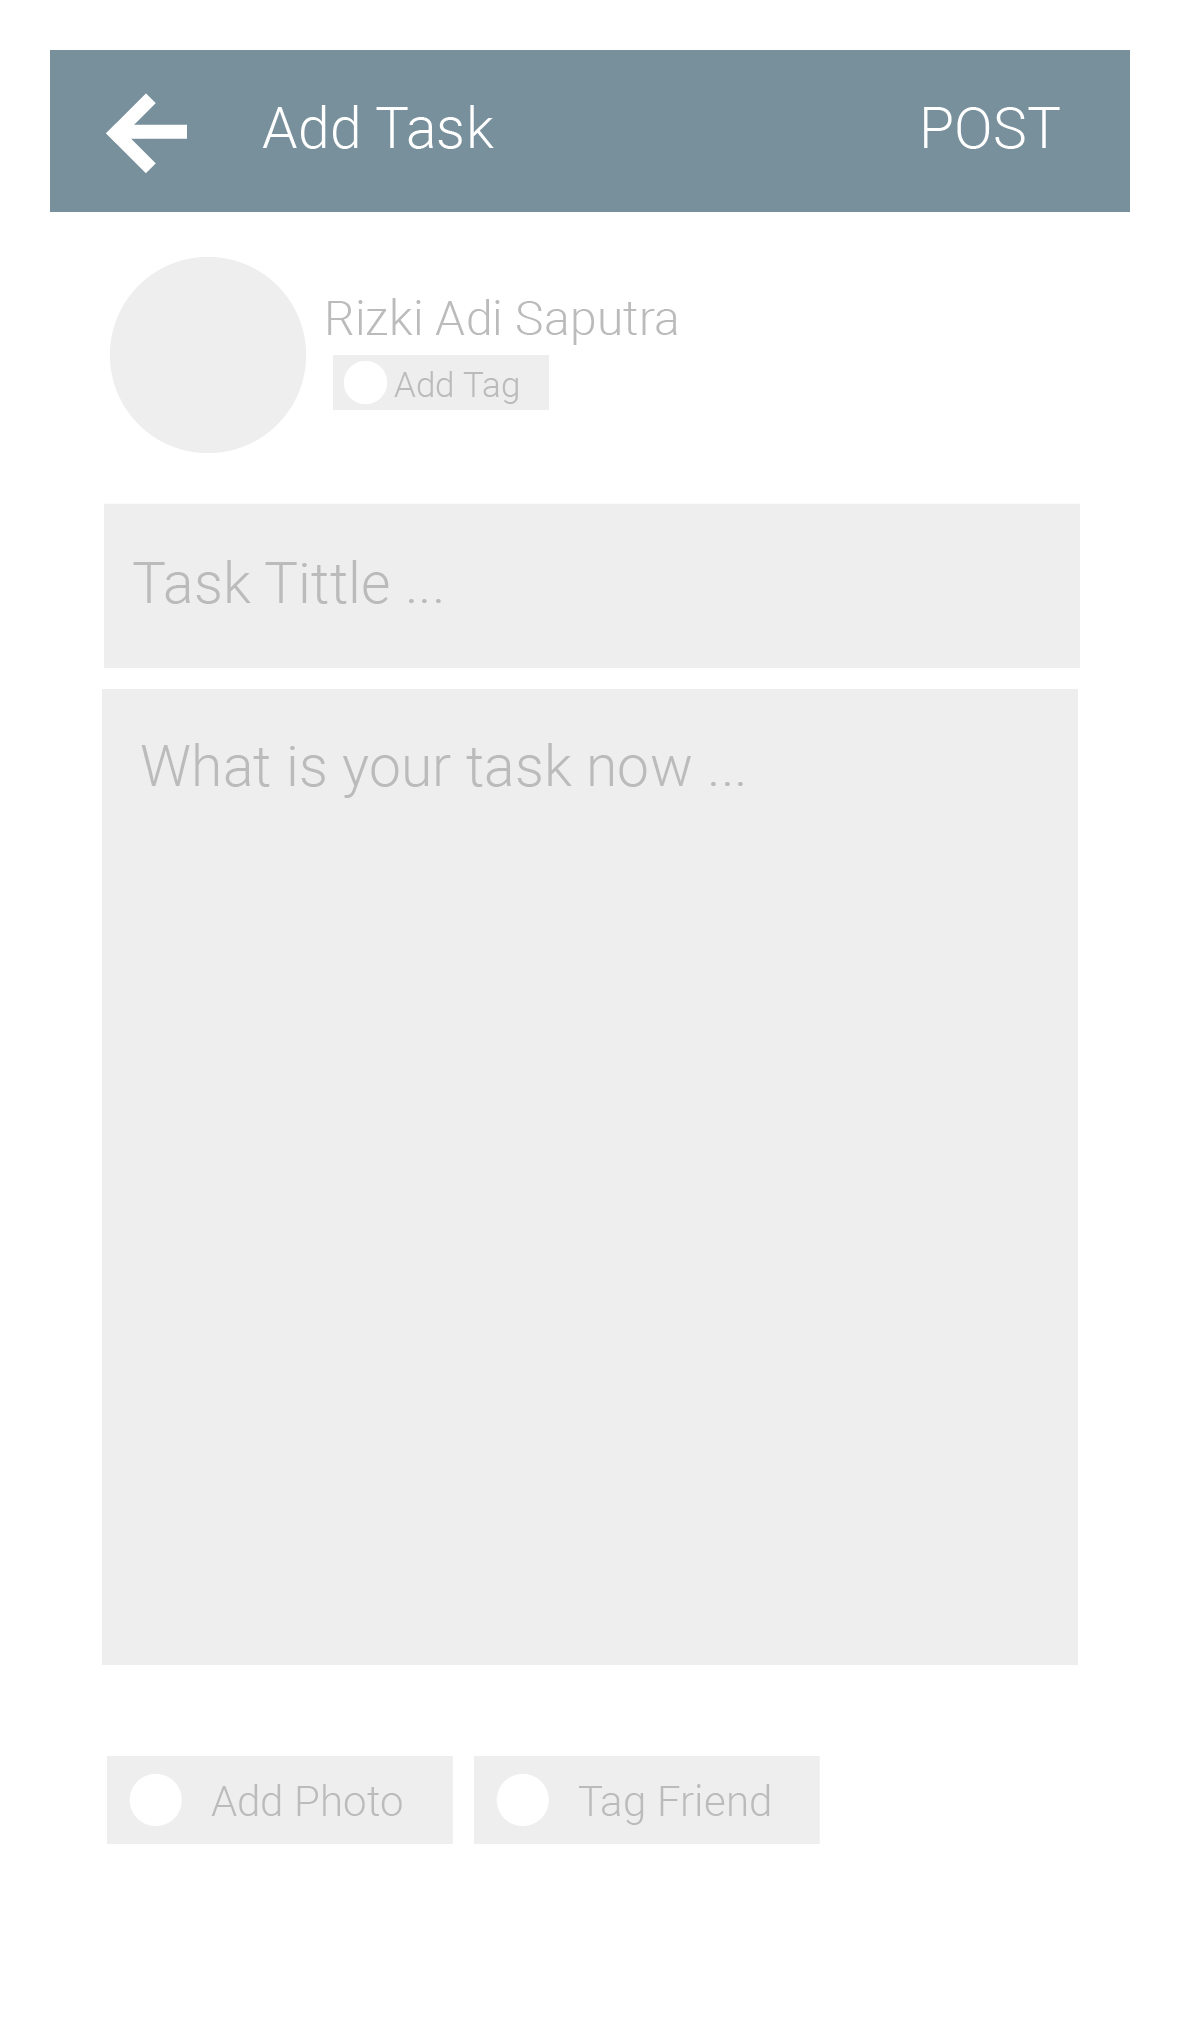 Add Task POST
Rizki Adi Saputra
Add Tag
Task Tittle ...
What is your task now ...
Add Photo Tag Friend